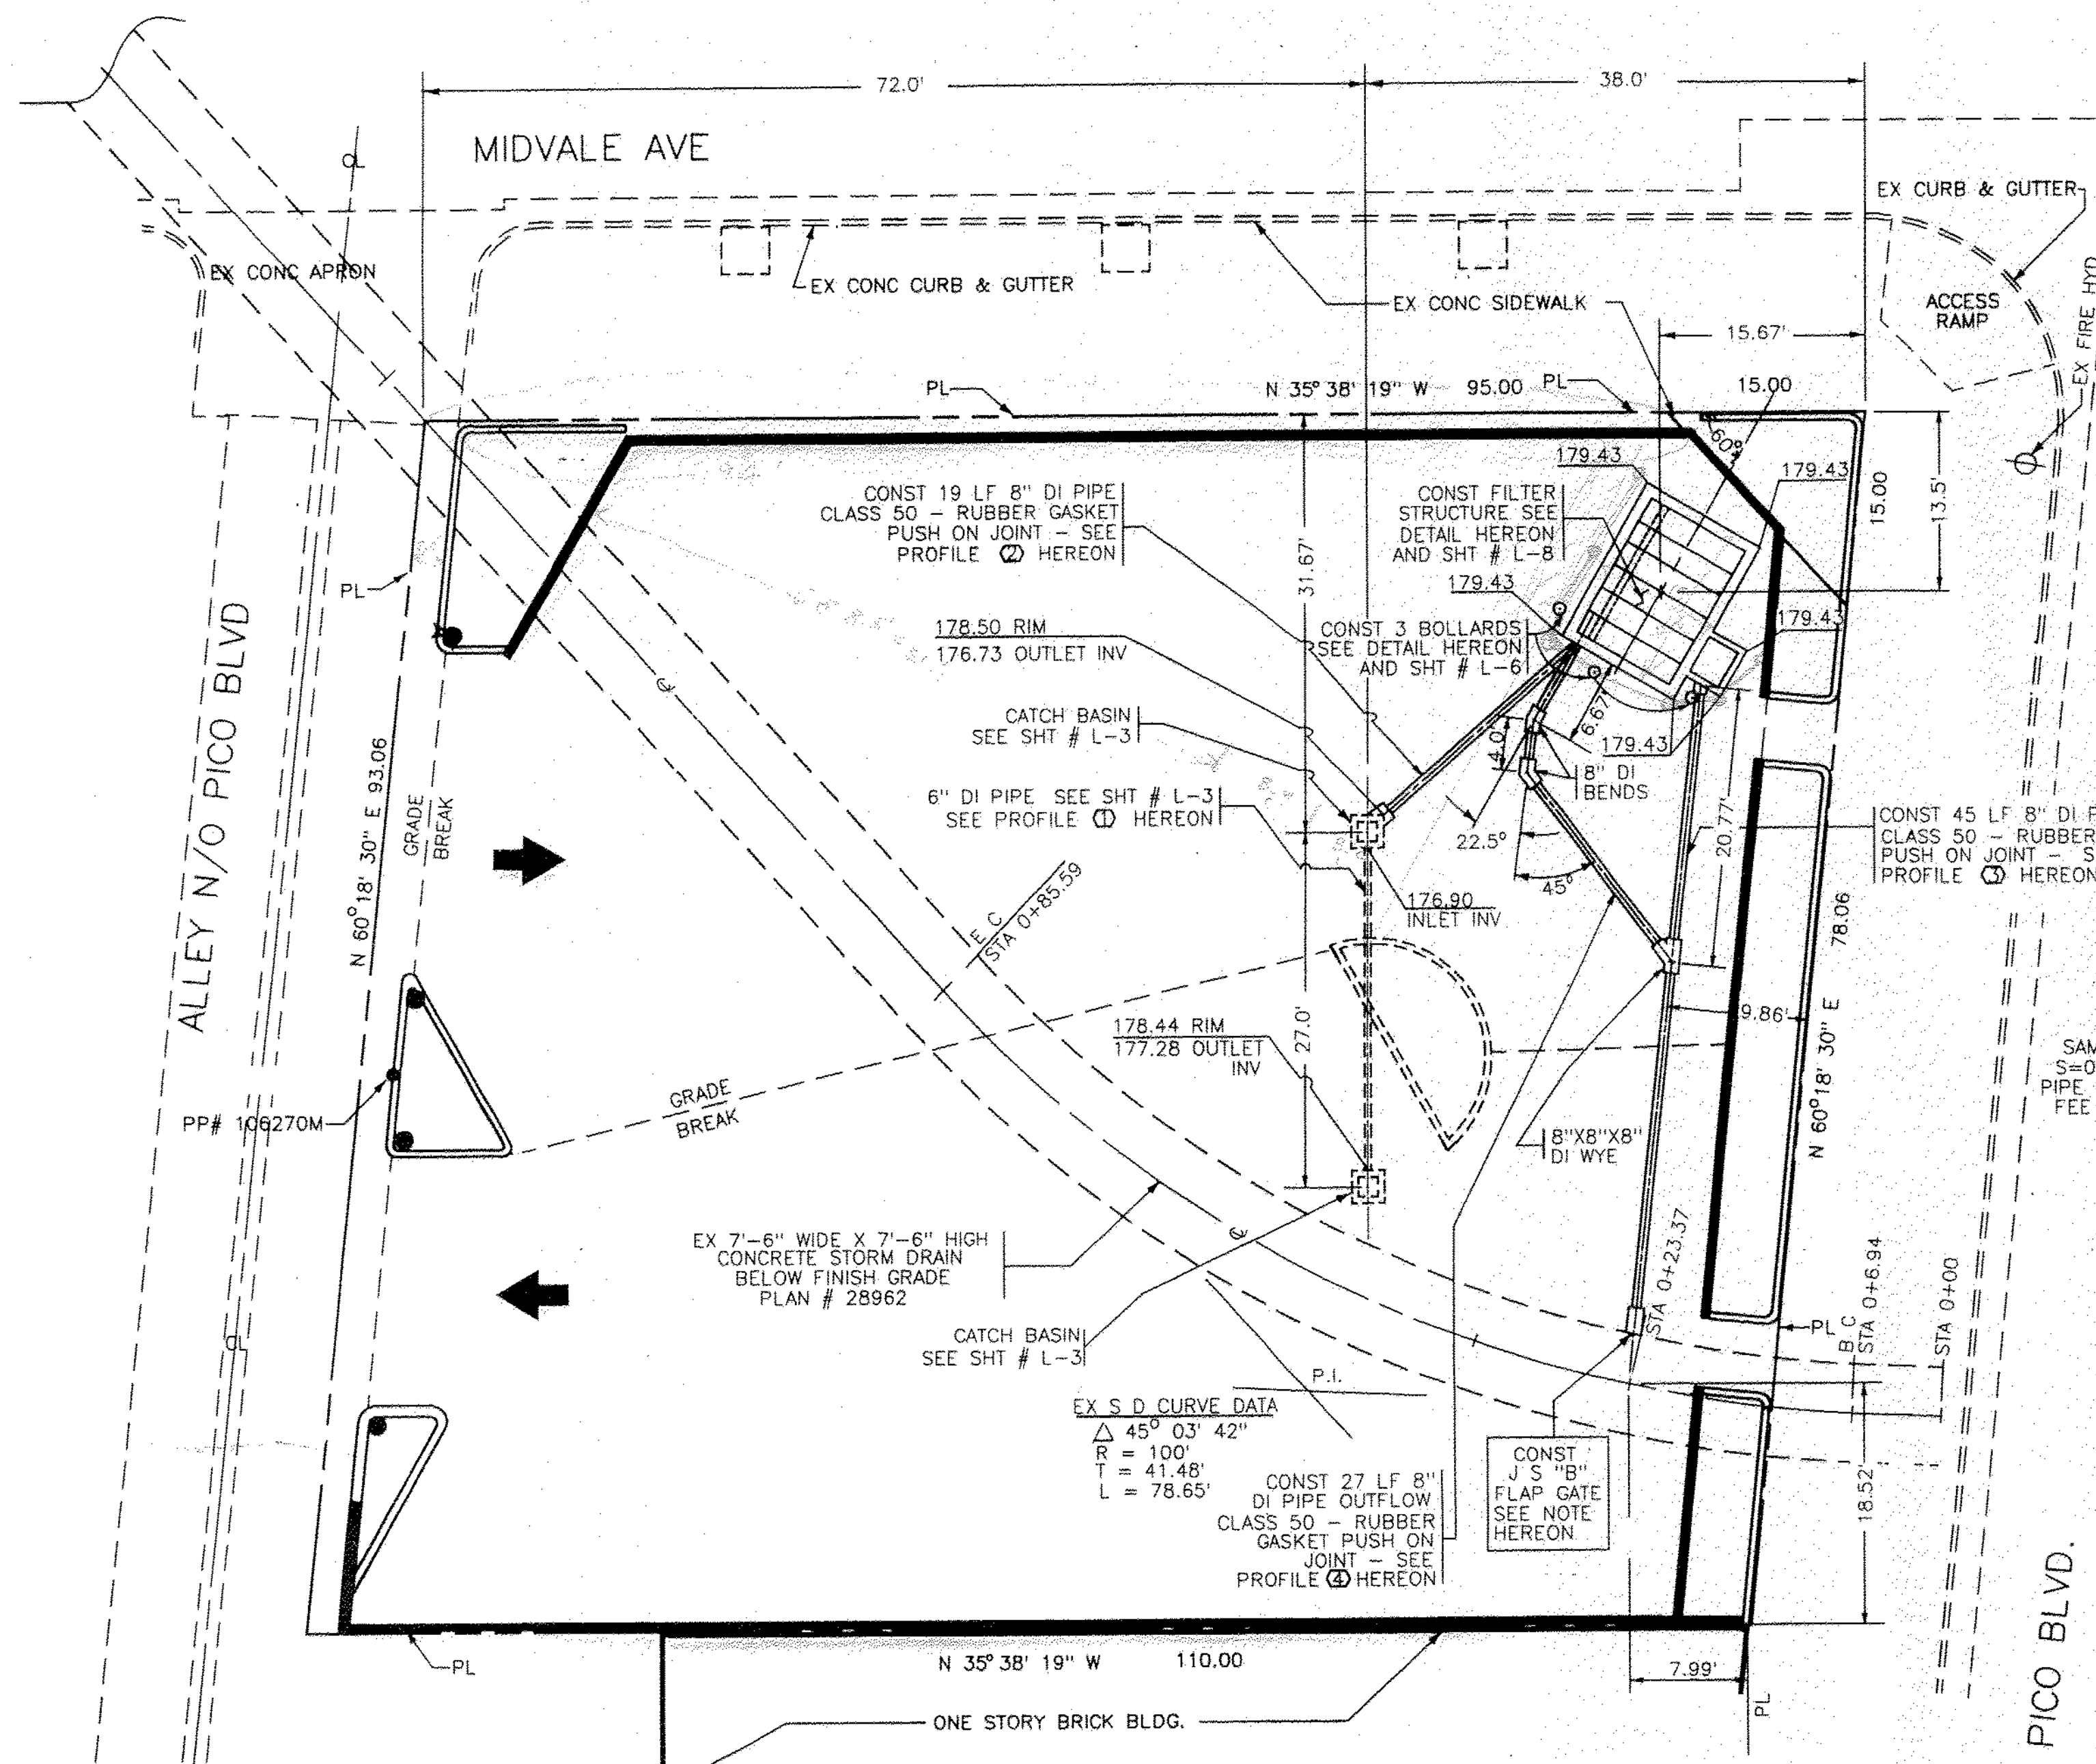 72.0'
38.0'
MIDVALE AVE
EX CURB & GUTTER
CL
EX CONC APRON
EX CONC CURB & GUTTER
EX CONC SIDEWALK
ACCESS
RAMP
EX FIRE HYD
15.67'
PL
N 35° 38' 19" W 95.00
PL
15.00
60°
179.43
179.43
15.00
13.5'
CONST 19 LF 8" DI PIPE
CLASS 50 – RUBBER GASKET
PUSH ON JOINT – SEE
PROFILE 2 HEREON
CONST FILTER
STRUCTURE SEE
DETAIL HEREON
AND SHT # L-8
31.67'
PL
179.43
179.43
CONST 3 BOLLARDS
SEE DETAIL HEREON
AND SHT # L-6
178.50 RIM
176.73 OUTLET INV
ALLEY N/O PICO BLVD
6.67'
CATCH BASIN
SEE SHT # L-3
4.0'
179.43
8" DI
BENDS
N 60° 18' 30" E 93.06
GRADE
BREAK
6" DI PIPE SEE SHT # L-3
SEE PROFILE 1 HEREON
22.5°
45°
20.77'
CONST 45 LF 8" DI P
CLASS 50 – RUBBER
PUSH ON JOINT – S
PROFILE 3 HEREON
E C
STA 0+85.59
176.90
INLET INV
78.06
9.86'
178.44 RIM
177.28 OUTLET
INV
27.0'
N 60° 18' 30" E
SAM
S=0
PIPE
FEE
GRADE
BREAK
PP# 106270M
8"X8"X8"
DI WYE
EX 7'-6" WIDE X 7'-6" HIGH
CONCRETE STORM DRAIN
BELOW FINISH GRADE
PLAN # 28962
STA 0+23.37
B C
STA 0+6.94
STA 0+00
PL
CL
CATCH BASIN
SEE SHT # L-3
P.I.
EX S D CURVE DATA
△ 45° 03' 42"
R = 100'
T = 41.48'
L = 78.65'
CONST 27 LF 8"
DI PIPE OUTFLOW
CLASS 50 – RUBBER
GASKET PUSH ON
JOINT – SEE
PROFILE 4 HEREON
CONST
J S "B"
FLAP GATE
SEE NOTE
HEREON
18.52'
PICO BLVD.
PL
N 35° 38' 19" W 110.00
7.99'
PL
ONE STORY BRICK BLDG.